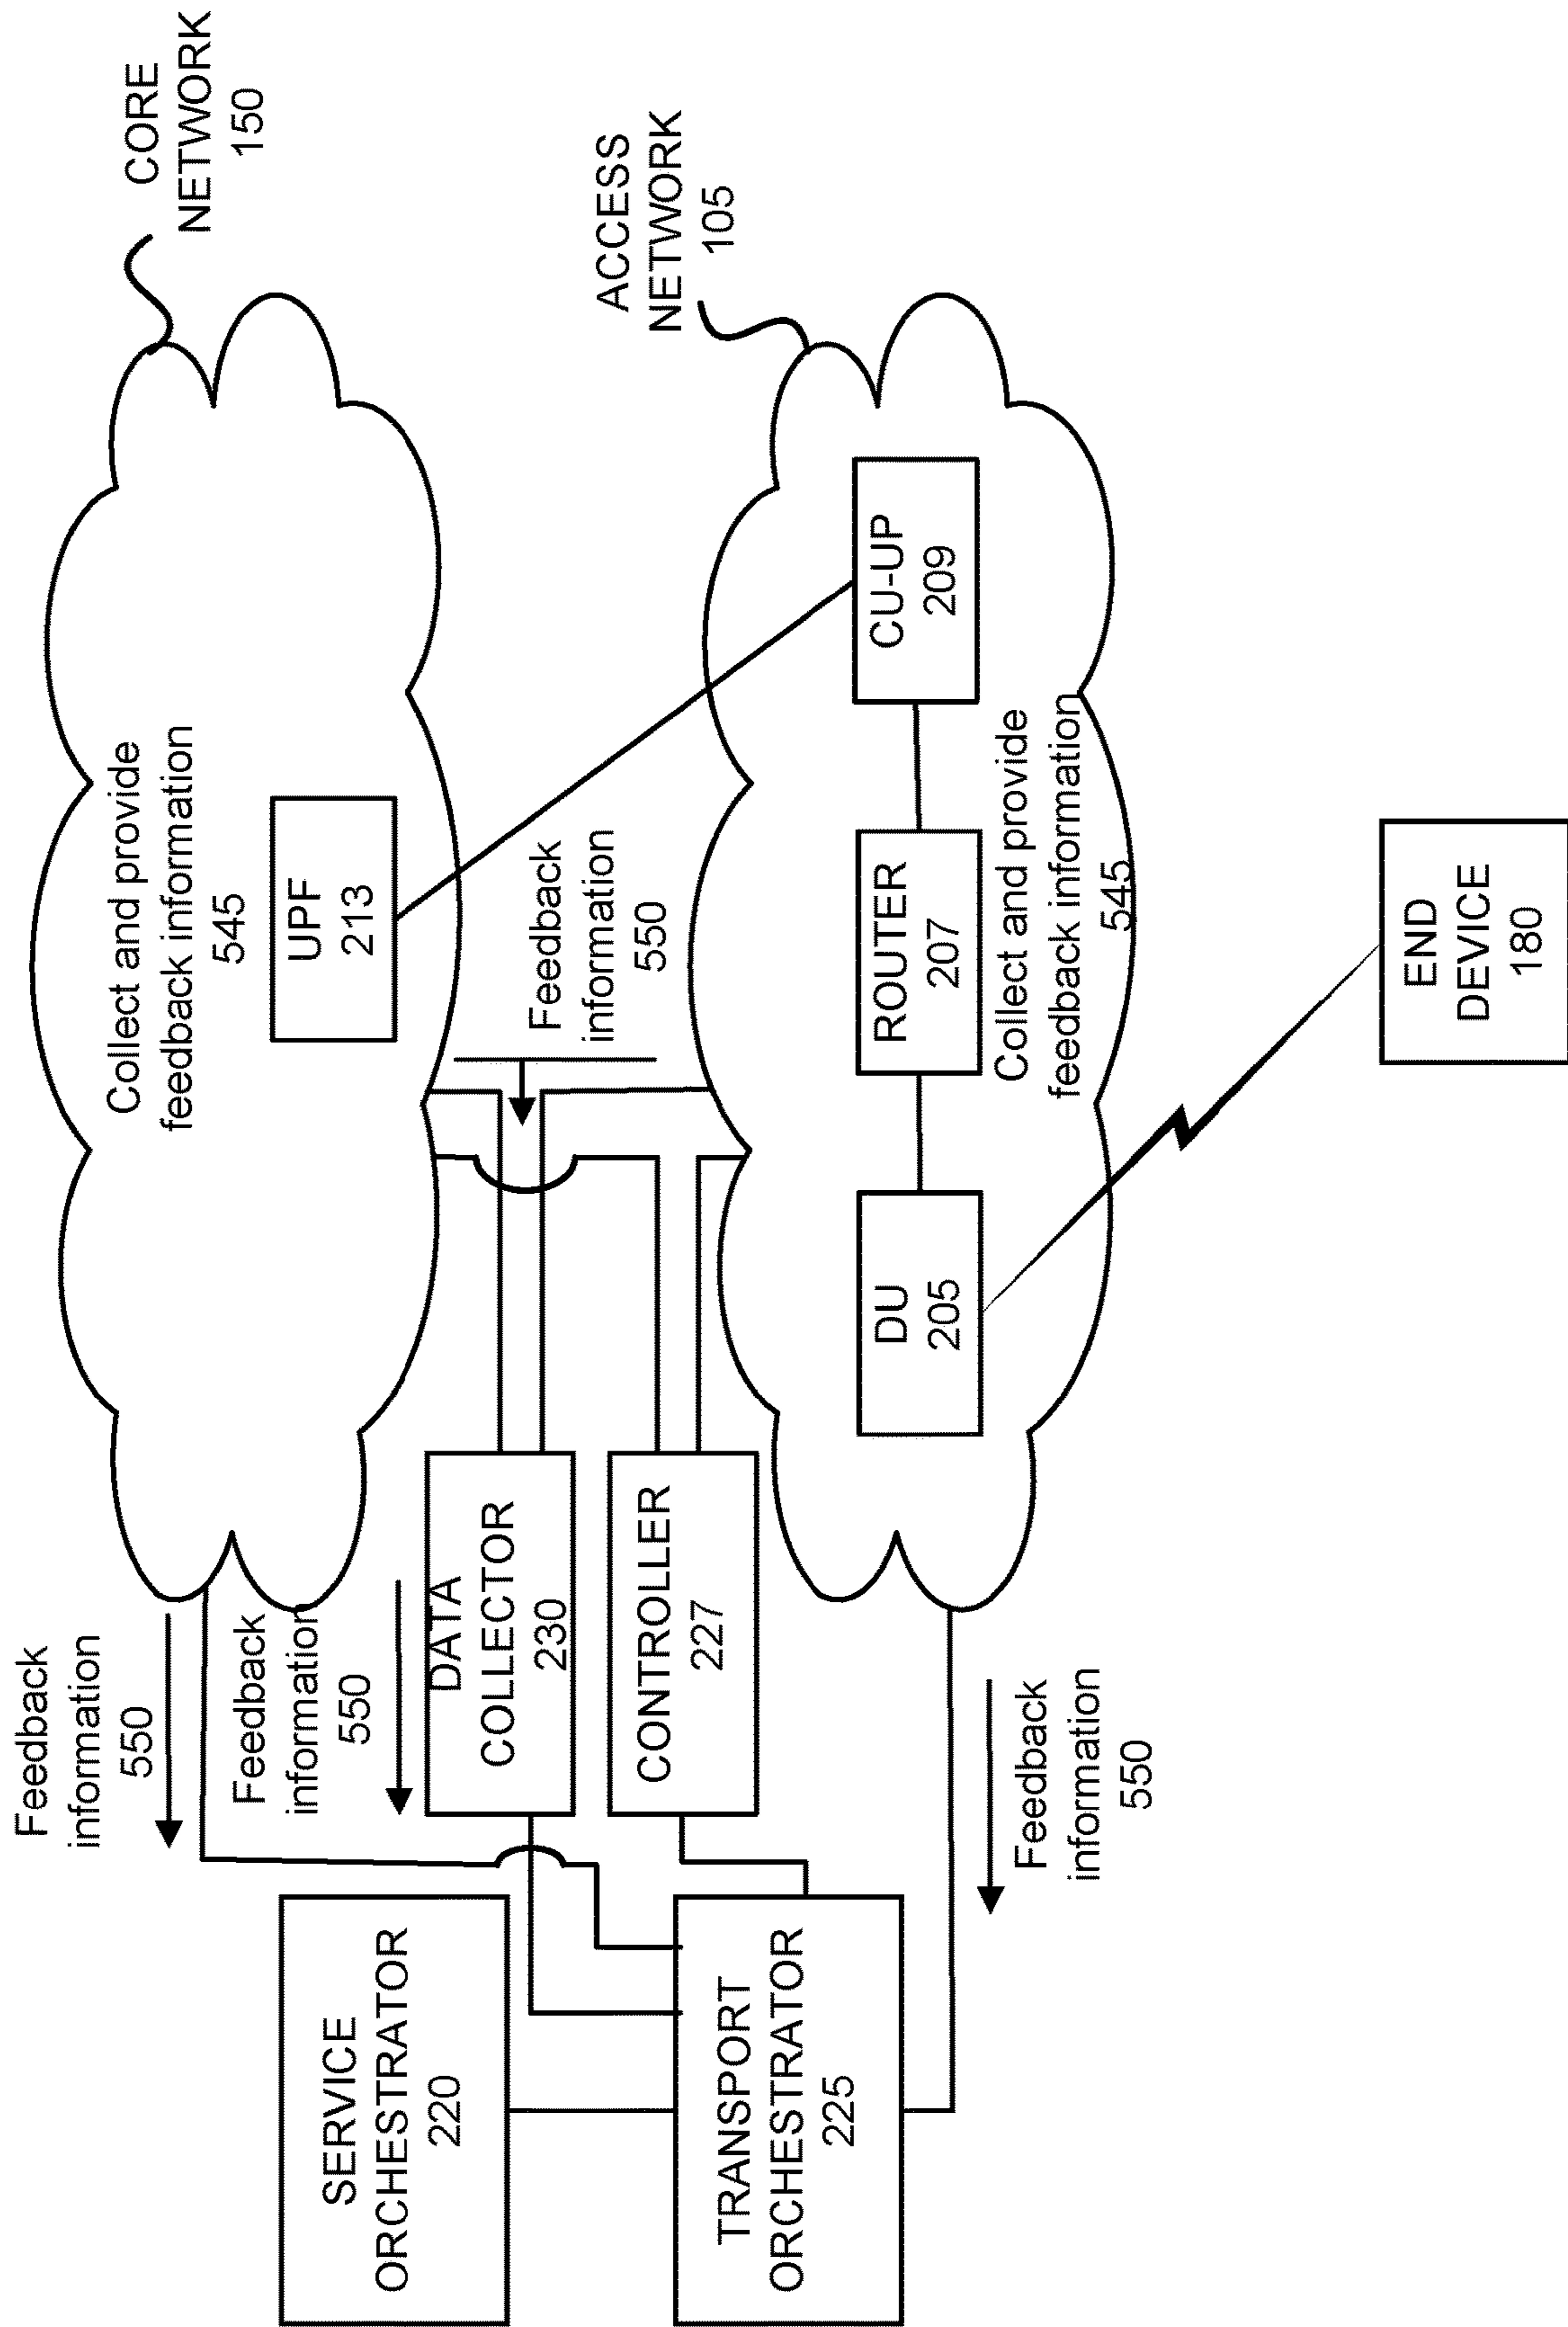 CORE
NETWORK
150
Collect and provide
feedback information
545
UPF
213
Feedback
information
550
Feedback
information
550
Feedback
information
550
SERVICE
ORCHESTRATOR
220
DATA
COLLECTOR
230
CONTROLLER
227
TRANSPORT
ORCHESTRATOR
225
ACCESS
NETWORK
105
DU
205
ROUTER
207
CU-UP
209
Collect and provide
feedback information
545
Feedback
information
550
END
DEVICE
180